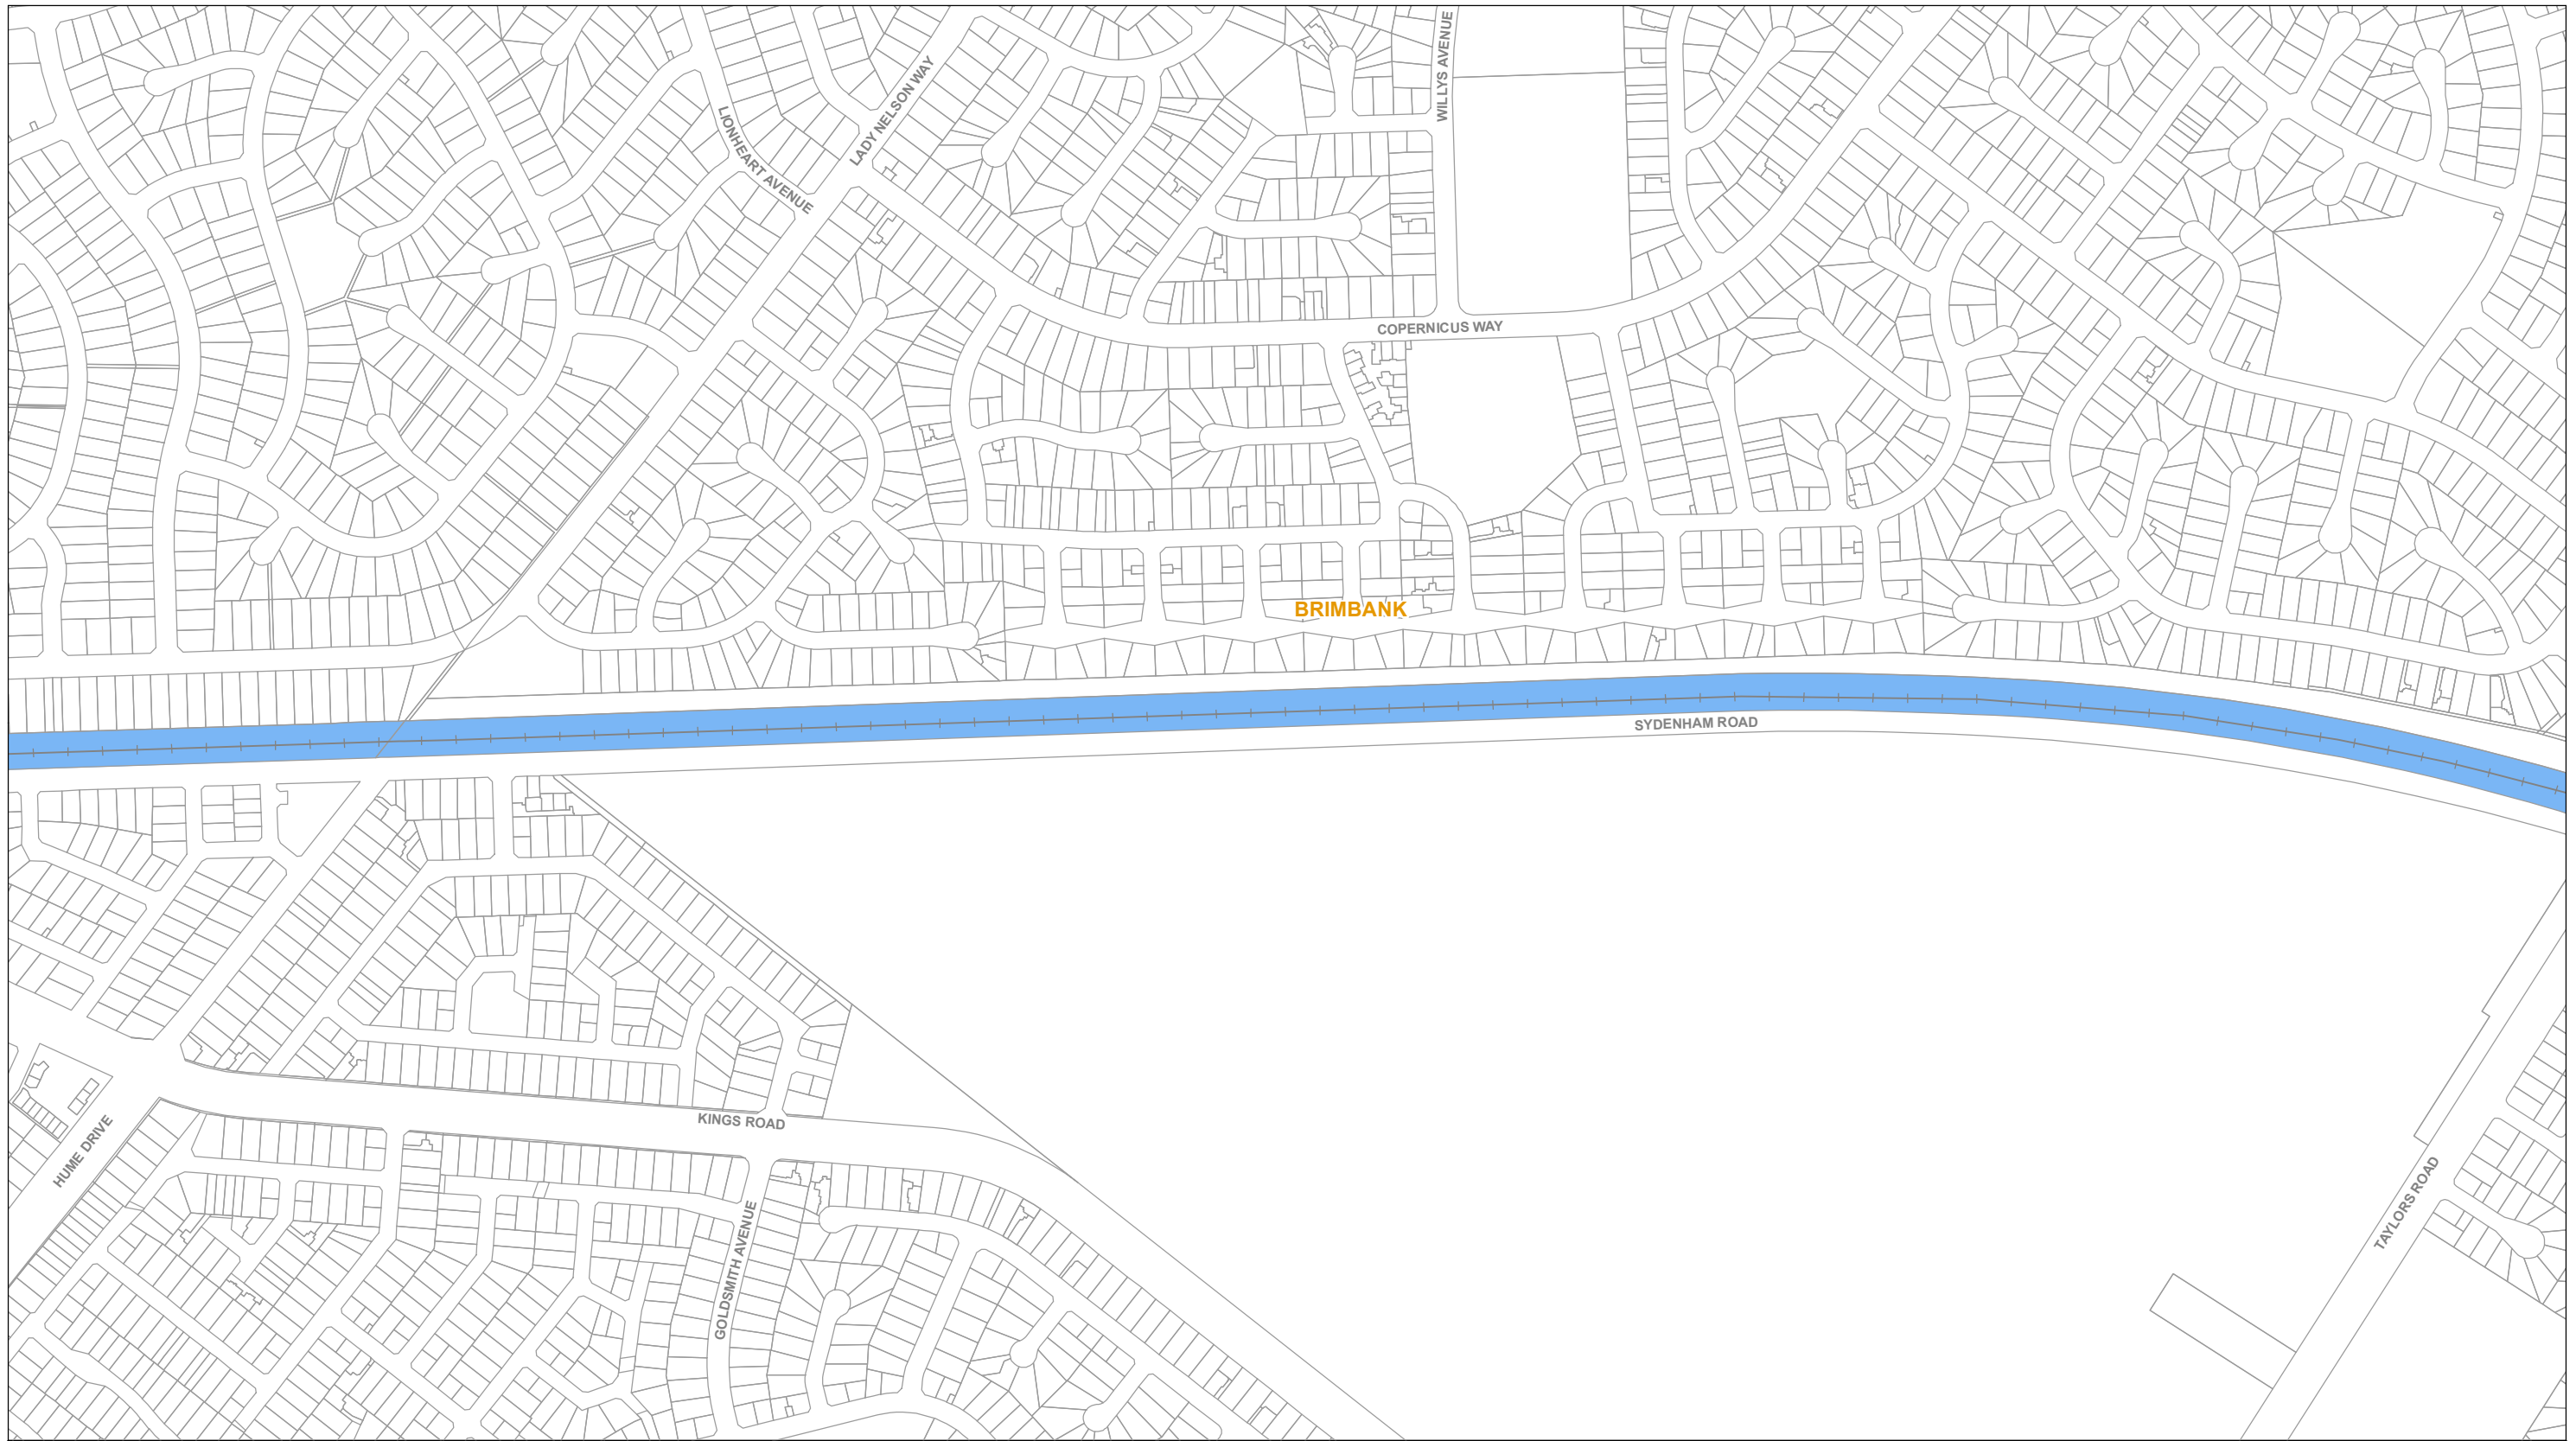 WILLYS AVENUE
LADY NELSON WAY
LIONHEART AVENUE
COPERNICUS WAY
BRIMBANK
SYDENHAM ROAD
KINGS ROAD
HUME DRIVE
TAYLORS ROAD
GOLDSMITH AVENUE